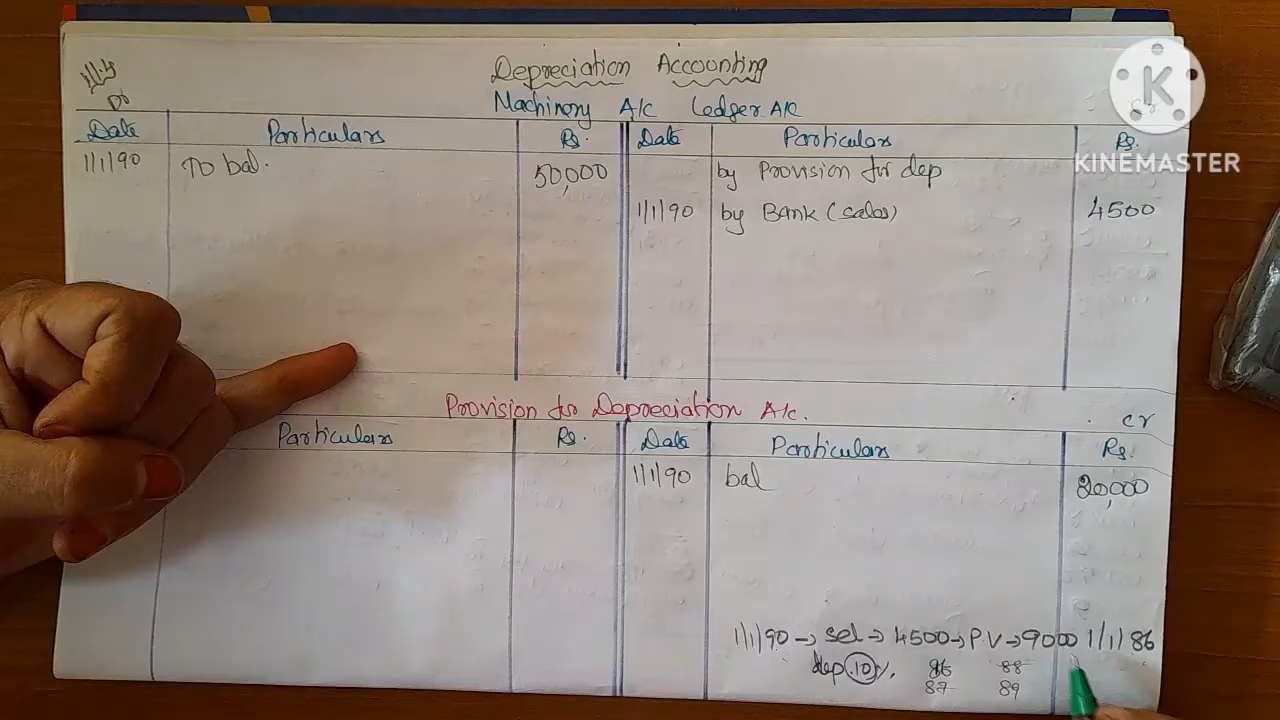 Depreciation Accounting
Dr
Machinery A/c Ledger A/c
K
KINEMASTER
Date Particulars Rs. Date Particulars Rs.
1/1/90 To bal. 50,000 by Provision for dep
1/1/90 by Bank (sales) 4500
Provision for Depreciation A/c.
Cr
Particulars Rs. Date Particulars Rs.
1/1/90 bal 20,000
1/1/90 → sel → 4500 → P V → 9000 1/1/86
dep 10%. 86 88
87 89